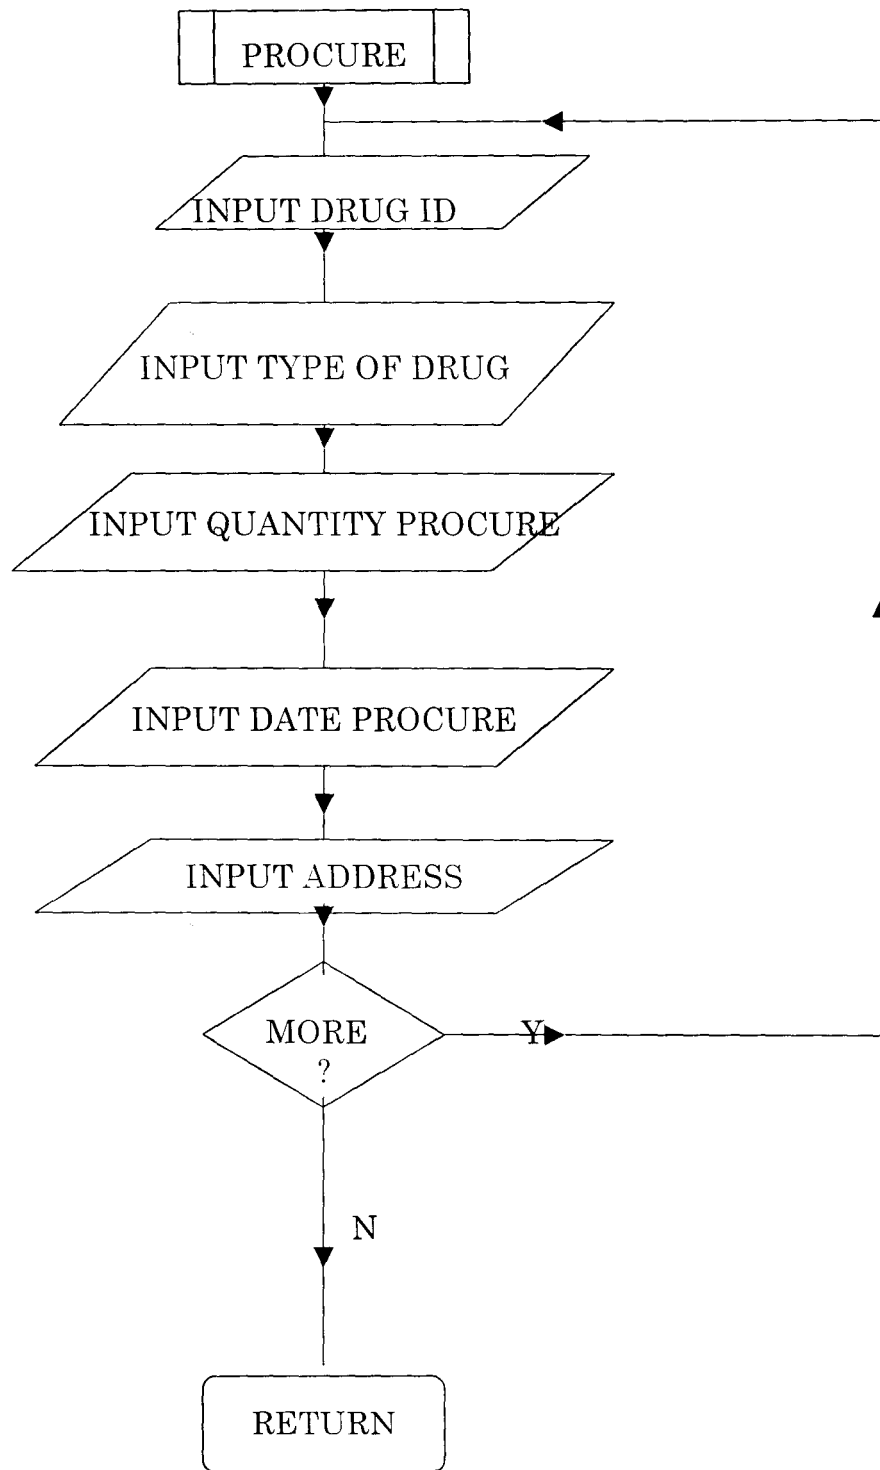 PROCURE
INPUT DRUG ID
INPUT TYPE OF DRUG
INPUT QUANTITY PROCURE
INPUT DATE PROCURE
INPUT ADDRESS
MORE
?
Y
N
RETURN